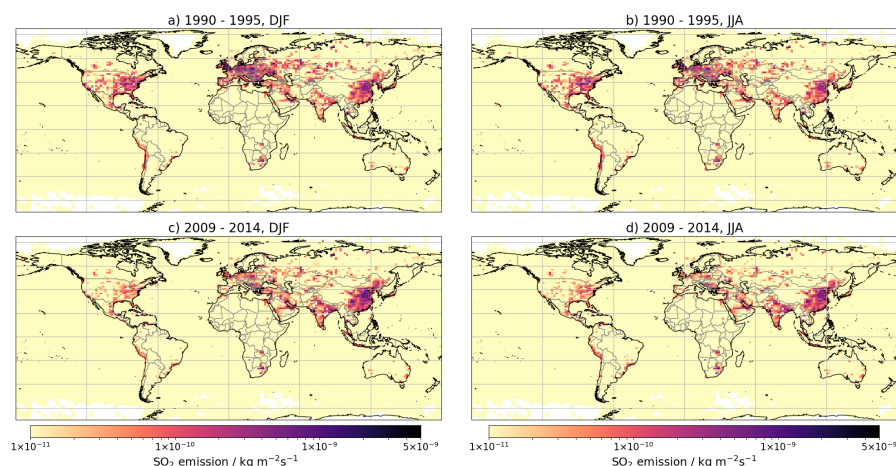 a) 1990 - 1995, DJF
b) 1990 - 1995, JJA
c) 2009 - 2014, DJF
d) 2009 - 2014, JJA
1×10⁻¹¹ 1×10⁻¹⁰ 1×10⁻⁹ 5×10⁻⁹
SO₂ emission / kg m⁻²s⁻¹
1×10⁻¹¹ 1×10⁻¹⁰ 1×10⁻⁹ 5×10⁻⁹
SO₂ emission / kg m⁻²s⁻¹